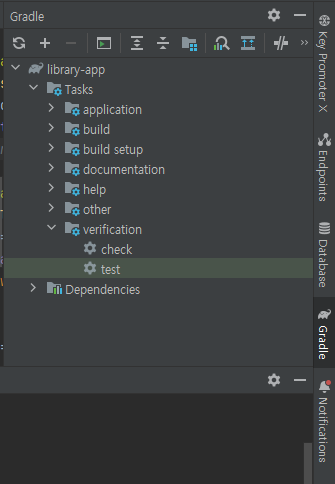 Gradle
library-app
Tasks
application
build
build setup
documentation
help
other
verification
check
test
Dependencies
Key Promoter X
Endpoints
Database
Gradle
Notifications